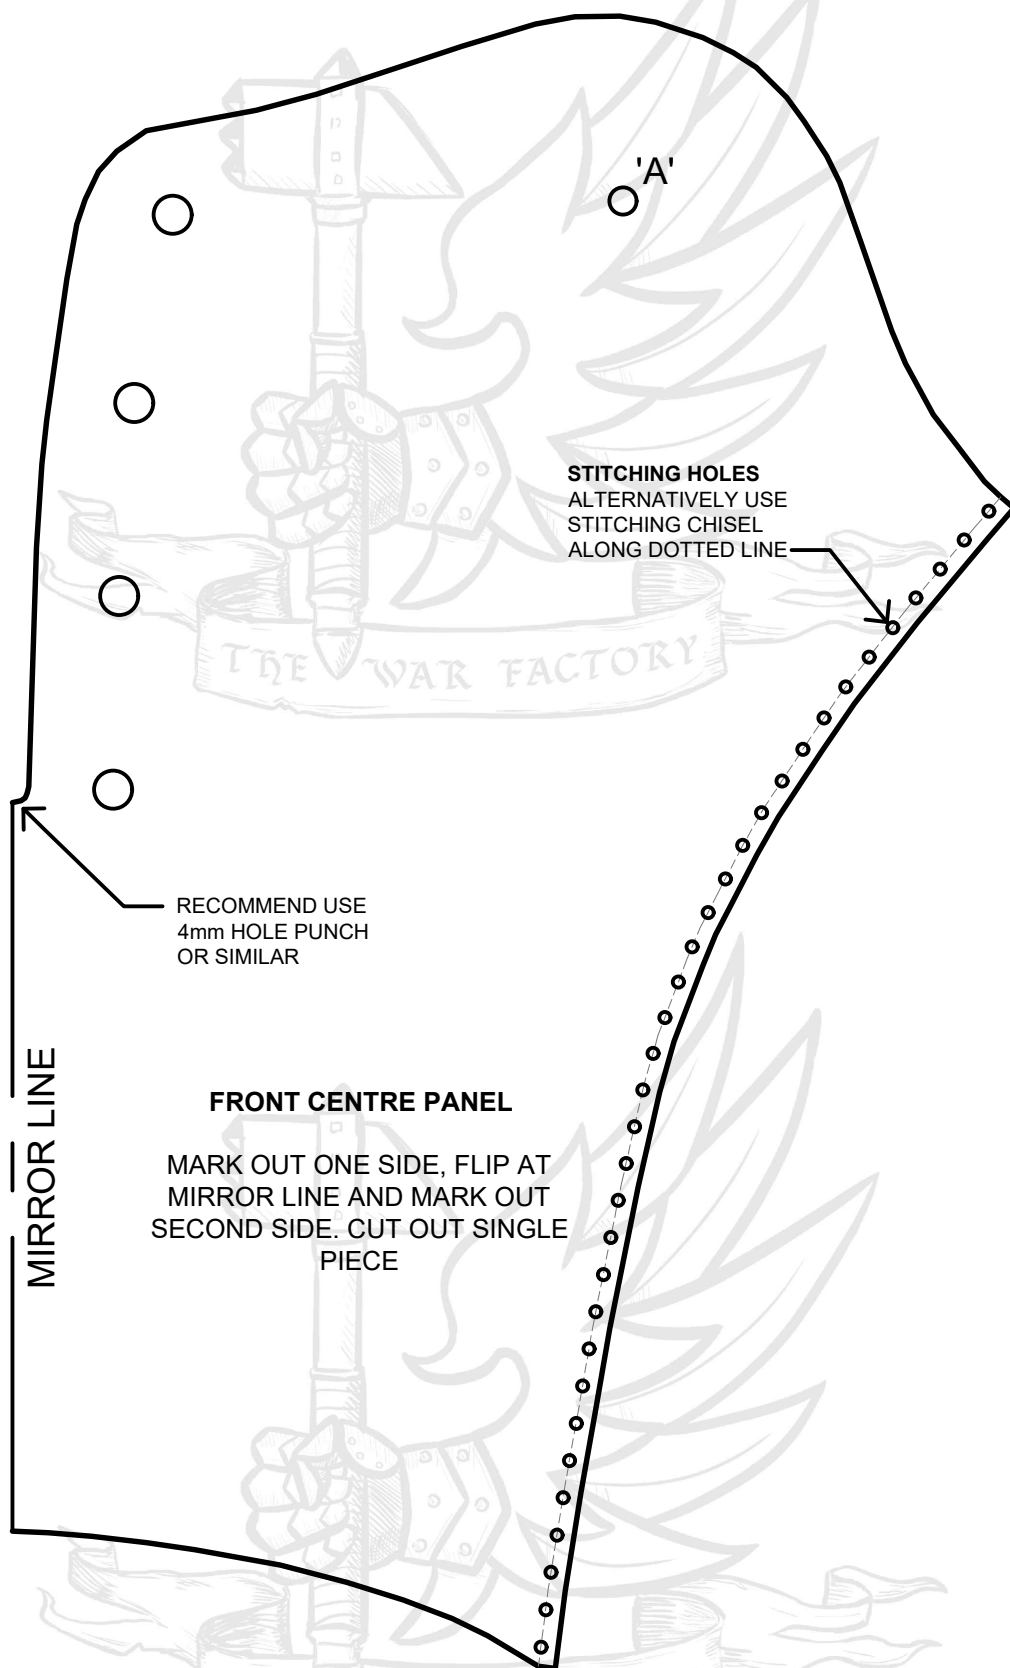 'A'
STITCHING HOLES
ALTERNATIVELY USE
STITCHING CHISEL
ALONG DOTTED LINE
THE WAR FACTORY
RECOMMEND USE
4mm HOLE PUNCH
OR SIMILAR
MIRROR LINE
FRONT CENTRE PANEL
MARK OUT ONE SIDE, FLIP AT
MIRROR LINE AND MARK OUT
SECOND SIDE. CUT OUT SINGLE
PIECE